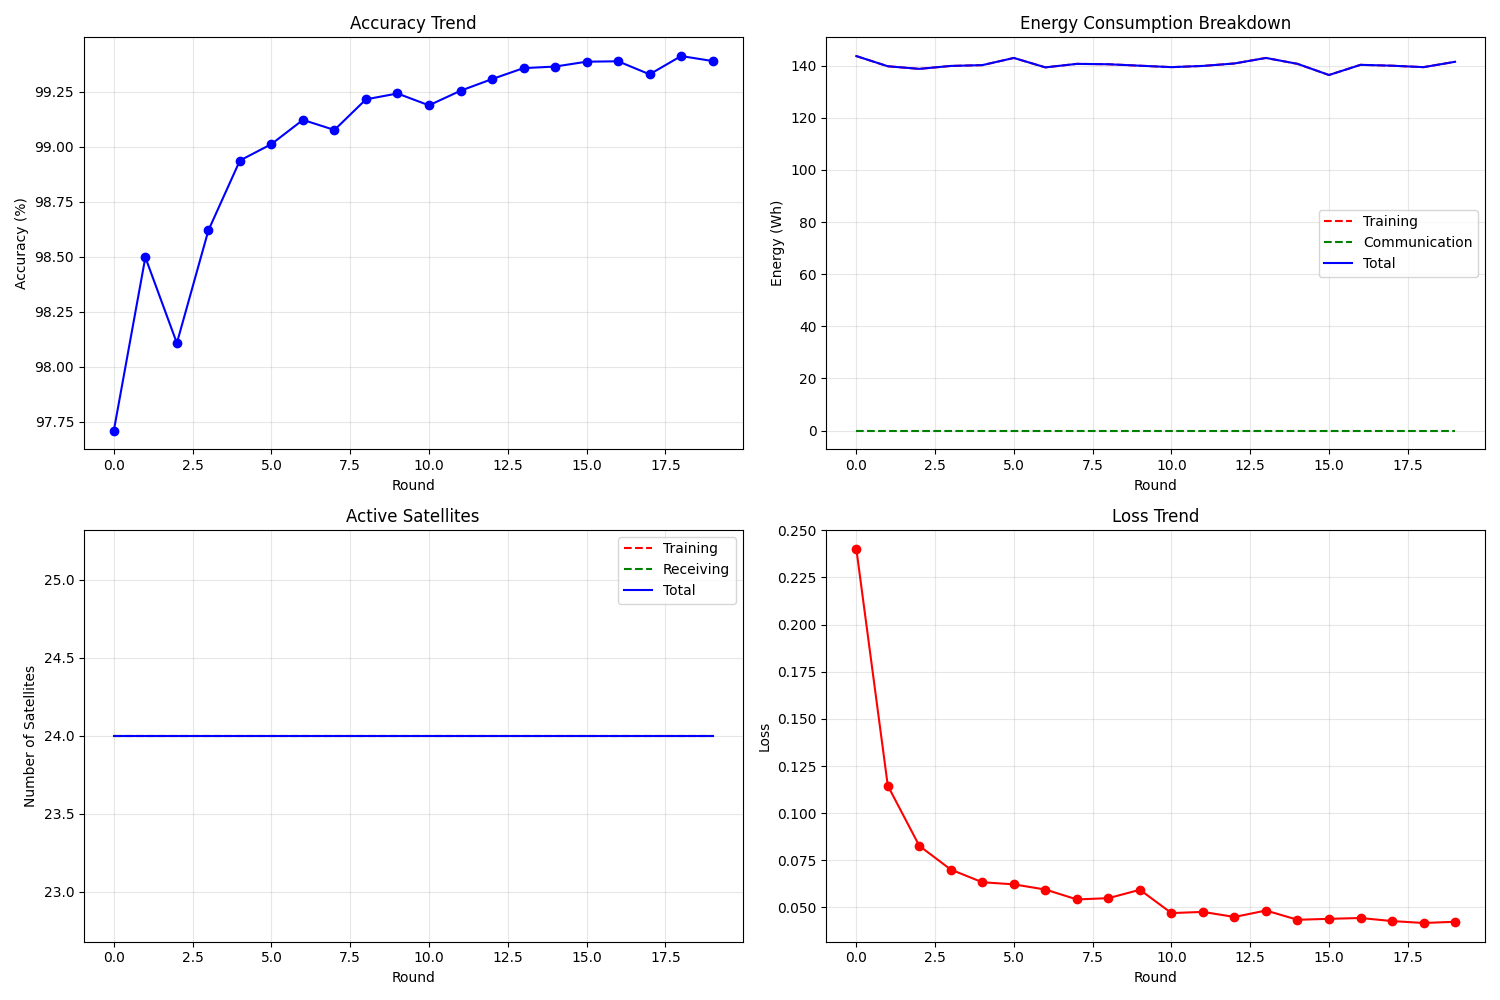 Accuracy Trend
Accuracy (%)
99.25
99.00
98.75
98.50
98.25
98.00
97.75
0.0 2.5 5.0 7.5 10.0 12.5 15.0 17.5
Round
Energy Consumption Breakdown
Energy (Wh)
140
120
100
80
60
40
20
0
Training
Communication
Total
0.0 2.5 5.0 7.5 10.0 12.5 15.0 17.5
Round
Active Satellites
Number of Satellites
25.0
24.5
24.0
23.5
23.0
Training
Receiving
Total
0.0 2.5 5.0 7.5 10.0 12.5 15.0 17.5
Round
Loss Trend
Loss
0.250
0.225
0.200
0.175
0.150
0.125
0.100
0.075
0.050
0.0 2.5 5.0 7.5 10.0 12.5 15.0 17.5
Round